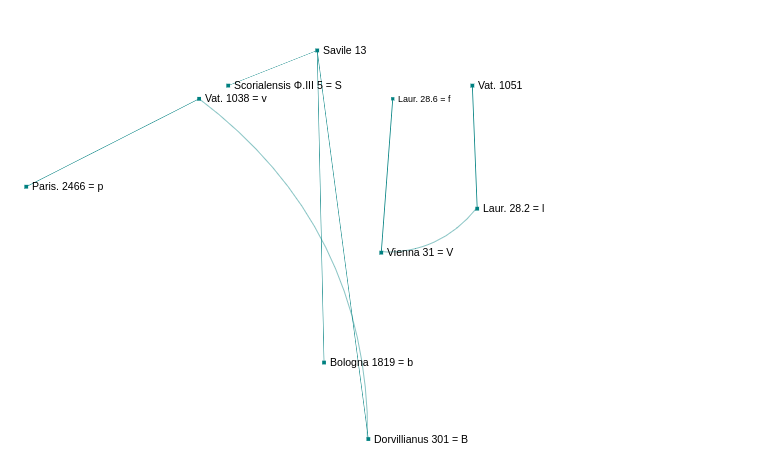 Savile 13
Scorialensis Φ.III 5 = S
Vat. 1051
Vat. 1038 = v
Laur. 28.6 = f
Paris. 2466 = p
Laur. 28.2 = l
Vienna 31 = V
Bologna 1819 = b
Dorvillianus 301 = B